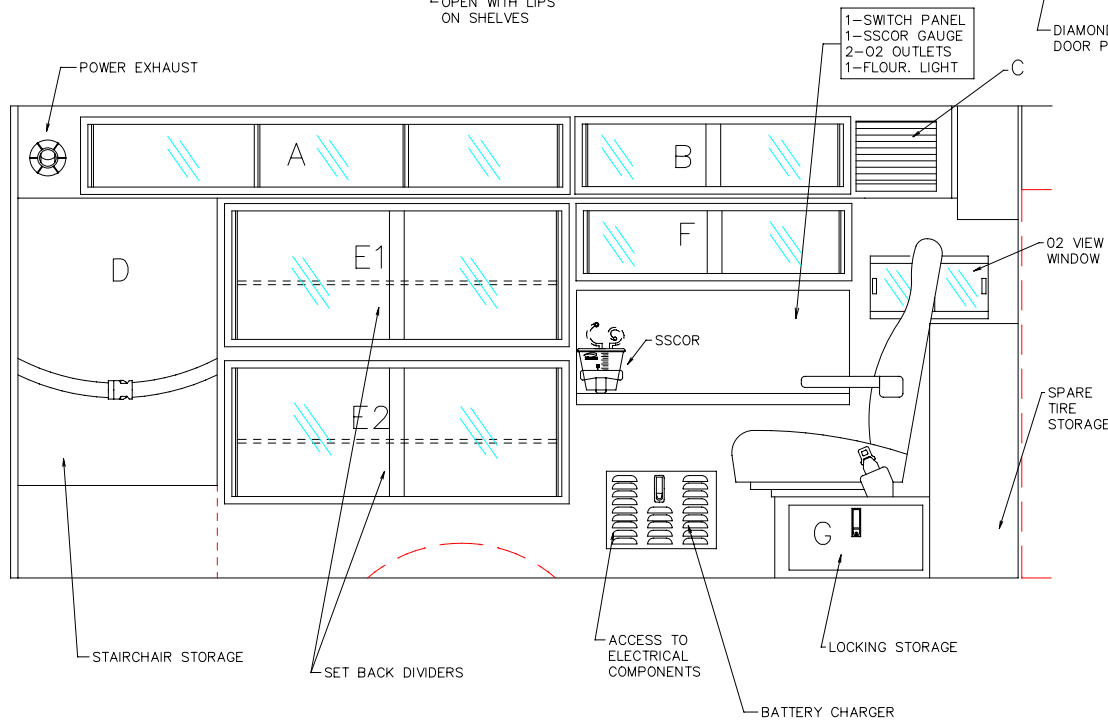 OPEN WITH LIPS
ON SHELVES
1-SWITCH PANEL
1-SSCOR GAUGE
2-O2 OUTLETS
1-FLOUR. LIGHT
DIAMOND
DOOR P
POWER EXHAUST
C
A
B
F
E1
D
O2 VIEW
WINDOW
SSCOR
E2
SPARE
TIRE
STORAGE
G
STAIRCHAIR STORAGE
SET BACK DIVIDERS
ACCESS TO
ELECTRICAL
COMPONENTS
LOCKING STORAGE
BATTERY CHARGER